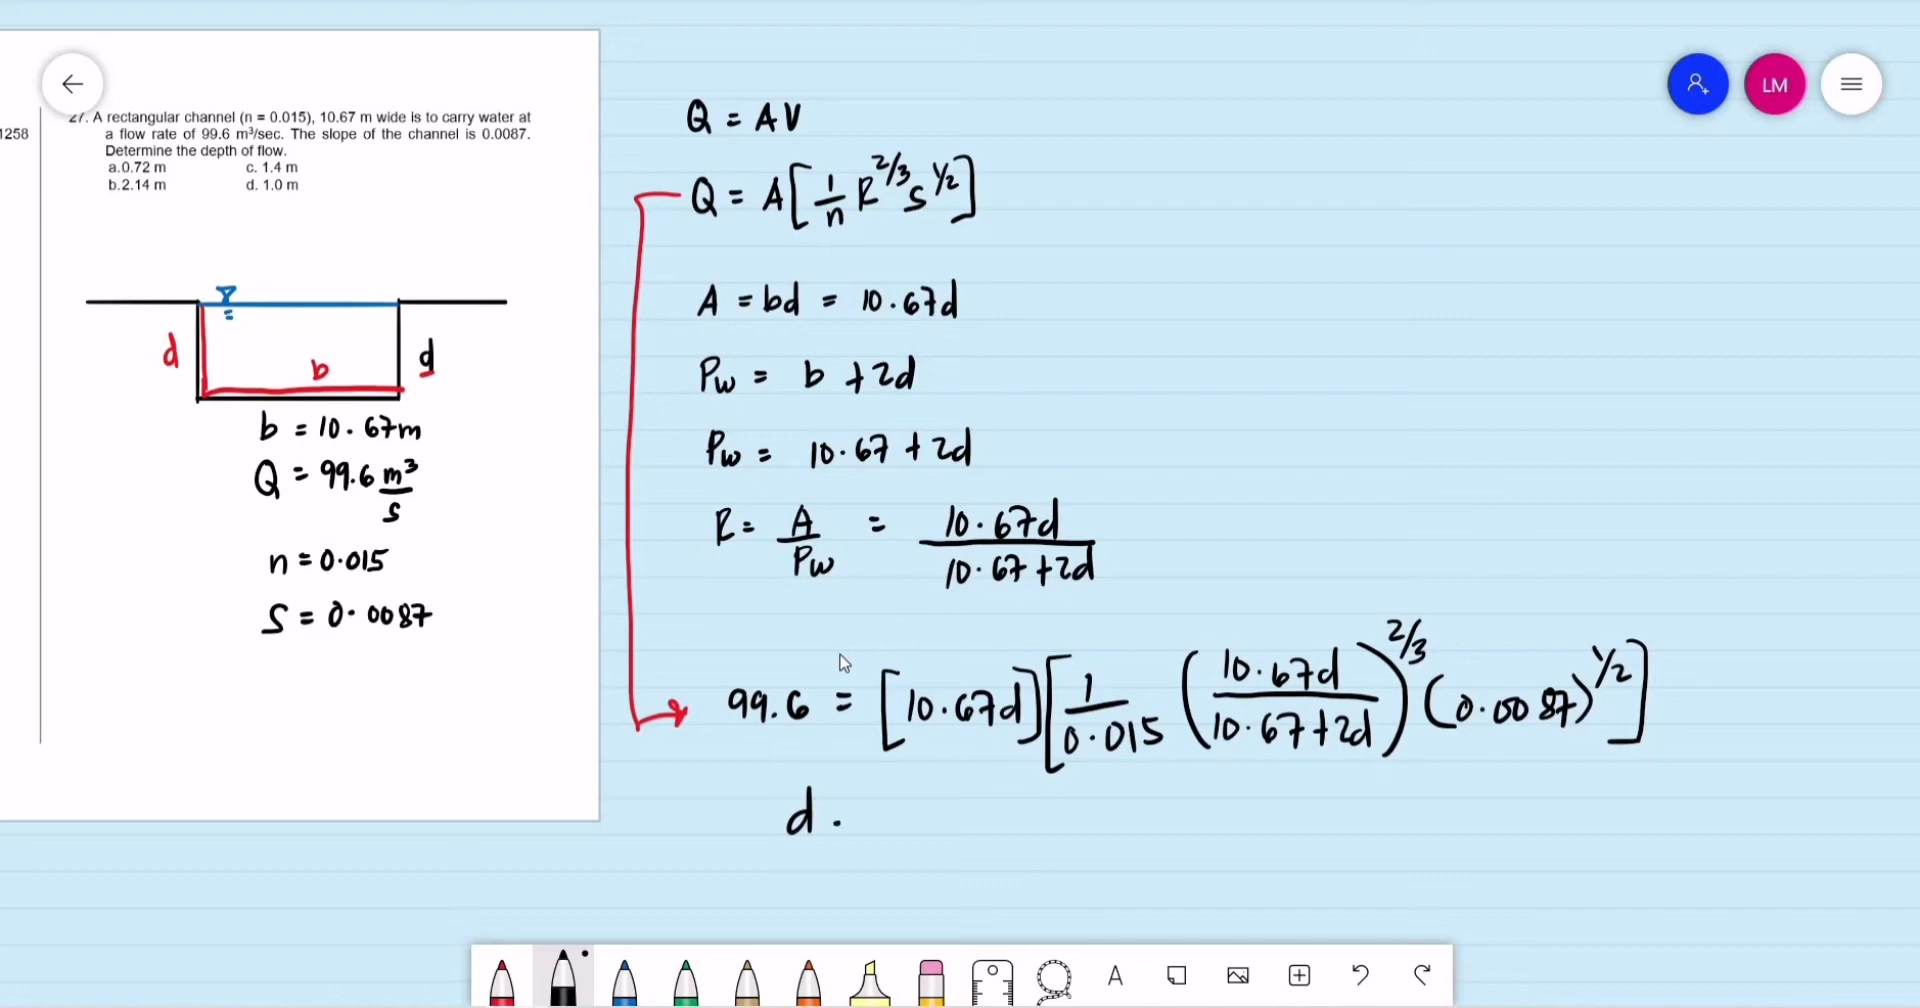 27. A rectangular channel (n = 0.015), 10.67 m wide is to carry water at
a flow rate of 99.6 m³/sec. The slope of the channel is 0.0087.
Determine the depth of flow.
a.0.72 m c. 1.4 m
b.2.14 m d. 1.0 m
1258
d
b
d
b = 10.67m
Q = 99.6 m³/s
n = 0.015
S = 0.0087
Q = AV
Q = A[1/n R^2/3 S^1/2]
A = bd = 10.67d
Pw = b + 2d
Pw = 10.67 + 2d
R = A/Pw = 10.67d/10.67+2d
99.6 = [10.67d][1/0.015 (10.67d/10.67+2d)^2/3 (0.0087)^1/2]
d .
LM
A